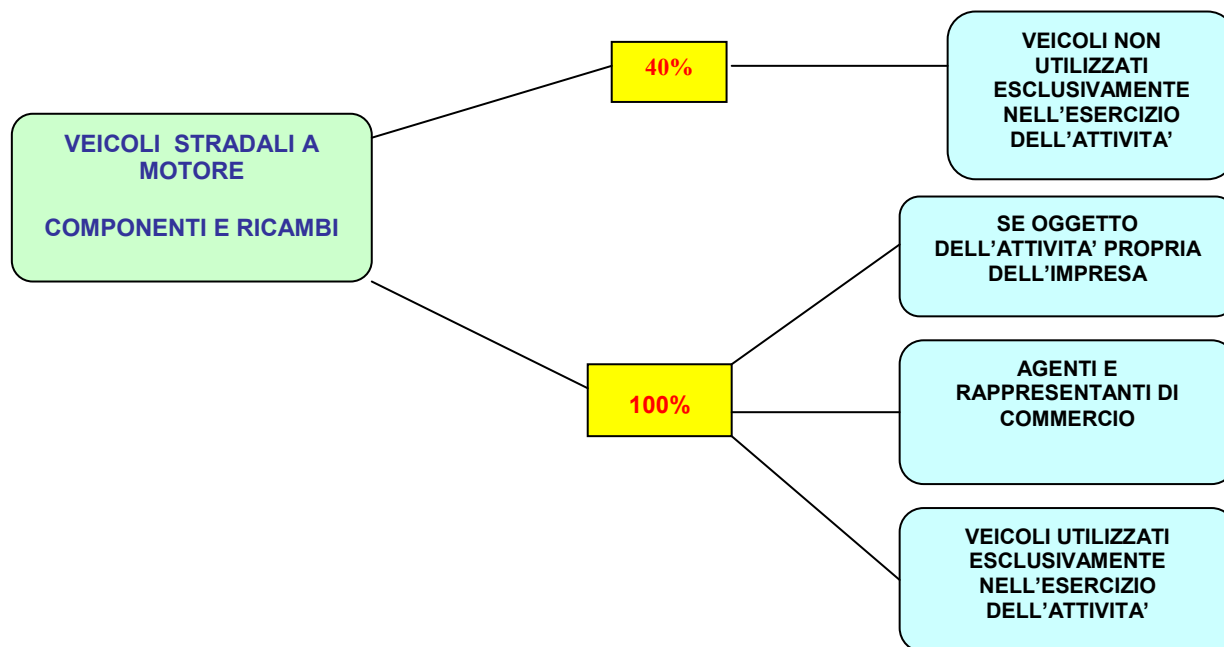 VEICOLI STRADALI A
MOTORE
COMPONENTI E RICAMBI
40%
VEICOLI NON
UTILIZZATI
ESCLUSIVAMENTE
NELL’ESERCIZIO
DELL’ATTIVITA’
100%
SE OGGETTO
DELL’ATTIVITA’ PROPRIA
DELL’IMPRESA
AGENTI E
RAPPRESENTANTI DI
COMMERCIO
VEICOLI UTILIZZATI
ESCLUSIVAMENTE
NELL’ESERCIZIO
DELL’ATTIVITA’